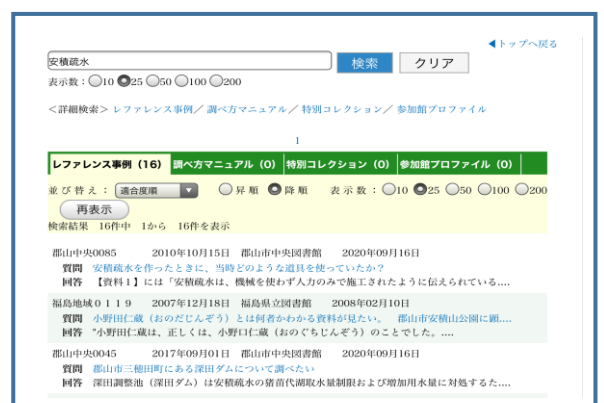 ◀トップへ戻る
安積疏水 検索 クリア
表示数：10 25 50 100 200
＜詳細検索＞ レファレンス事例／ 調べ方マニュアル／ 特別コレクション／ 参加館プロファイル
1
レファレンス事例（16） 調べ方マニュアル（0） 特別コレクション（0） 参加館プロファイル（0）
並び替え： 適合度順 昇順 降順 表示数：10 25 50 100 200
再表示
検索結果 16件中 1から 16件を表示
郡山中央0085 2010年10月15日 郡山市中央図書館 2020年09月16日
質問 安積疏水を作ったときに、当時どのような道具を使っていたか？
回答 【資料１】には「安積疏水は、機械を使わず人力のみで施工されたように伝えられている....
福島地域０１１９ 2007年12月18日 福島県立図書館 2008年02月10日
質問 小野田仁蔵（おのだじんぞう）とは何者かわかる資料が見たい。 郡山市安積山公園に顕....
回答 "小野田仁蔵は、正しくは、小野口仁蔵（おのぐちじんぞう）のことでした。....
郡山中央0045 2017年09月01日 郡山市中央図書館 2020年09月16日
質問 郡山市三穂田町にある深田ダムについて調べたい
回答 深田調整池（深田ダム）は安積疏水の猪苗代湖取水量制限および増加用水量に対処するた....